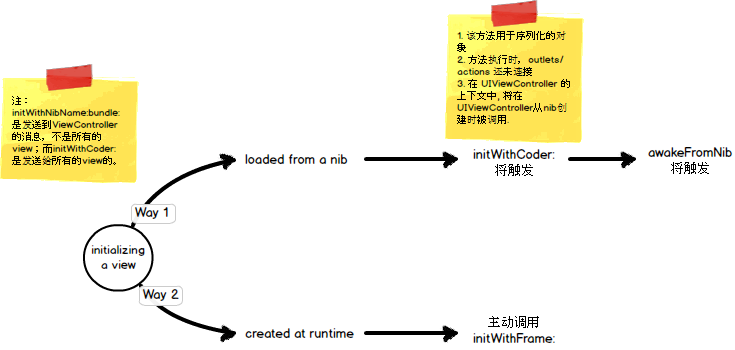 注：
initWithNibName:bundle:
是发送到ViewController
的消息，不是所有的
view；而initWithCoder:
是发送给所有的view的。
1. 该方法用于序列化的对
象
2. 方法执行时，outlets/
actions 还未连接
3. 在 UIViewController 的
上下文中, 将在
UIViewController从nib创
建时被调用.
loaded from a nib
initWithCoder:
将触发
awakeFromNib
将触发
Way 1
initializing
a view
Way 2
created at runtime
主动调用
initWithFrame: